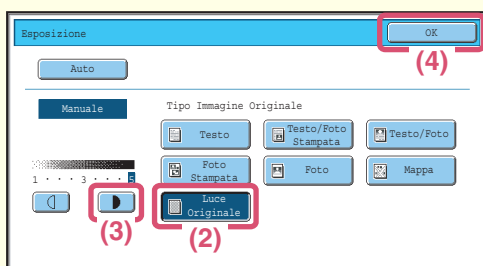 Esposizione
OK
(4)
Auto
Manuale
Tipo Immagine Originale
Testo
Testo/Foto
Stampata
Testo/Foto
1 · · · 3 · · · 5
Foto
Stampata
Foto
Mappa
(3)
Luce
Originale
(2)